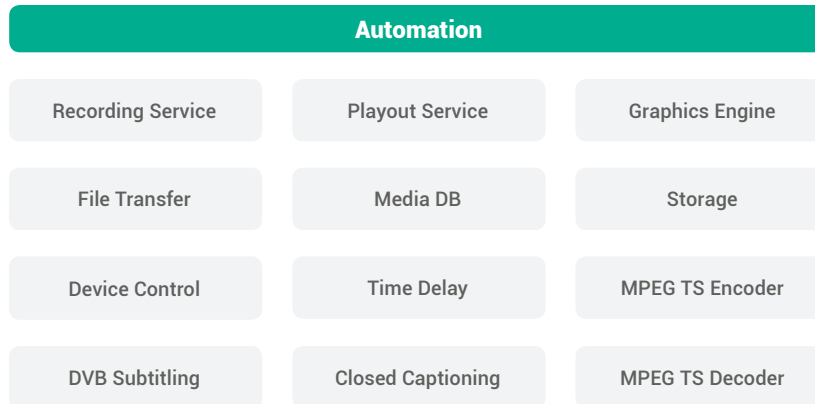 Automation
Recording Service
Playout Service
Graphics Engine
File Transfer
Media DB
Storage
Device Control
Time Delay
MPEG TS Encoder
DVB Subtitling
Closed Captioning
MPEG TS Decoder